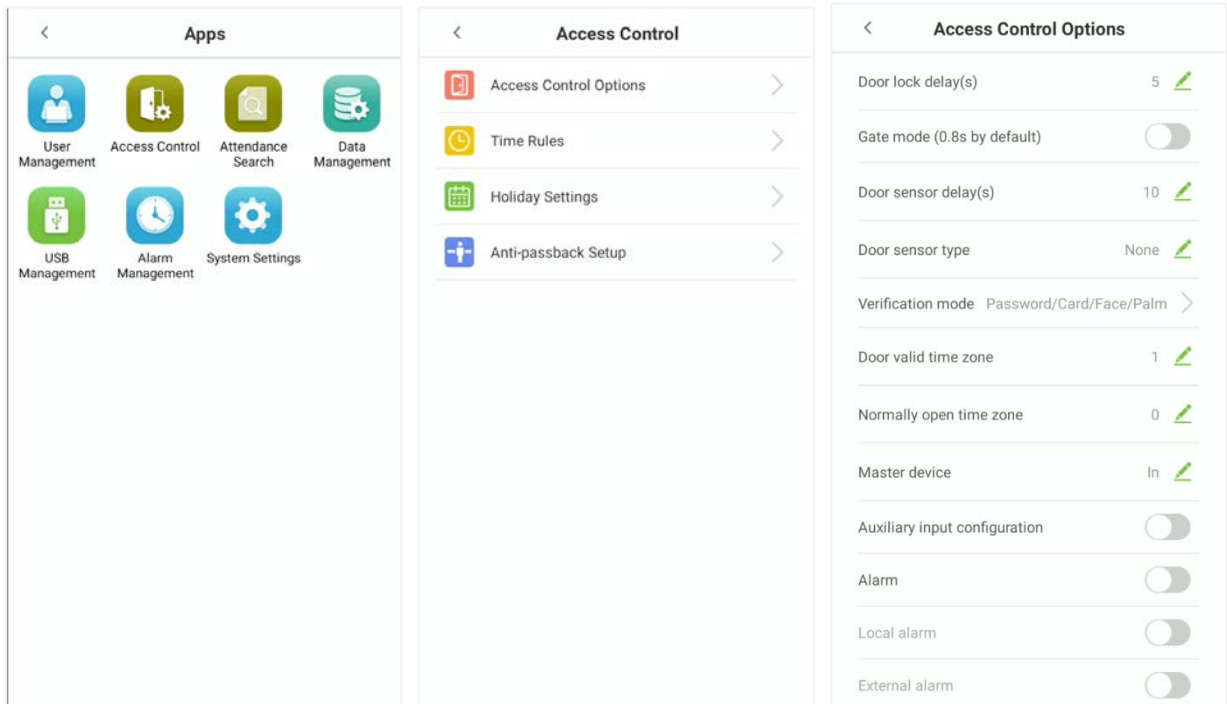 Apps
User
Management
Access Control
Attendance
Search
Data
Management
USB
Management
Alarm
Management
System Settings
Access Control
Access Control Options
Time Rules
Holiday Settings
Anti-passback Setup
Access Control Options
Door lock delay(s) 5
Gate mode (0.8s by default)
Door sensor delay(s) 10
Door sensor type None
Verification mode Password/Card/Face/Palm
Door valid time zone 1
Normally open time zone 0
Master device In
Auxiliary input configuration
Alarm
Local alarm
External alarm